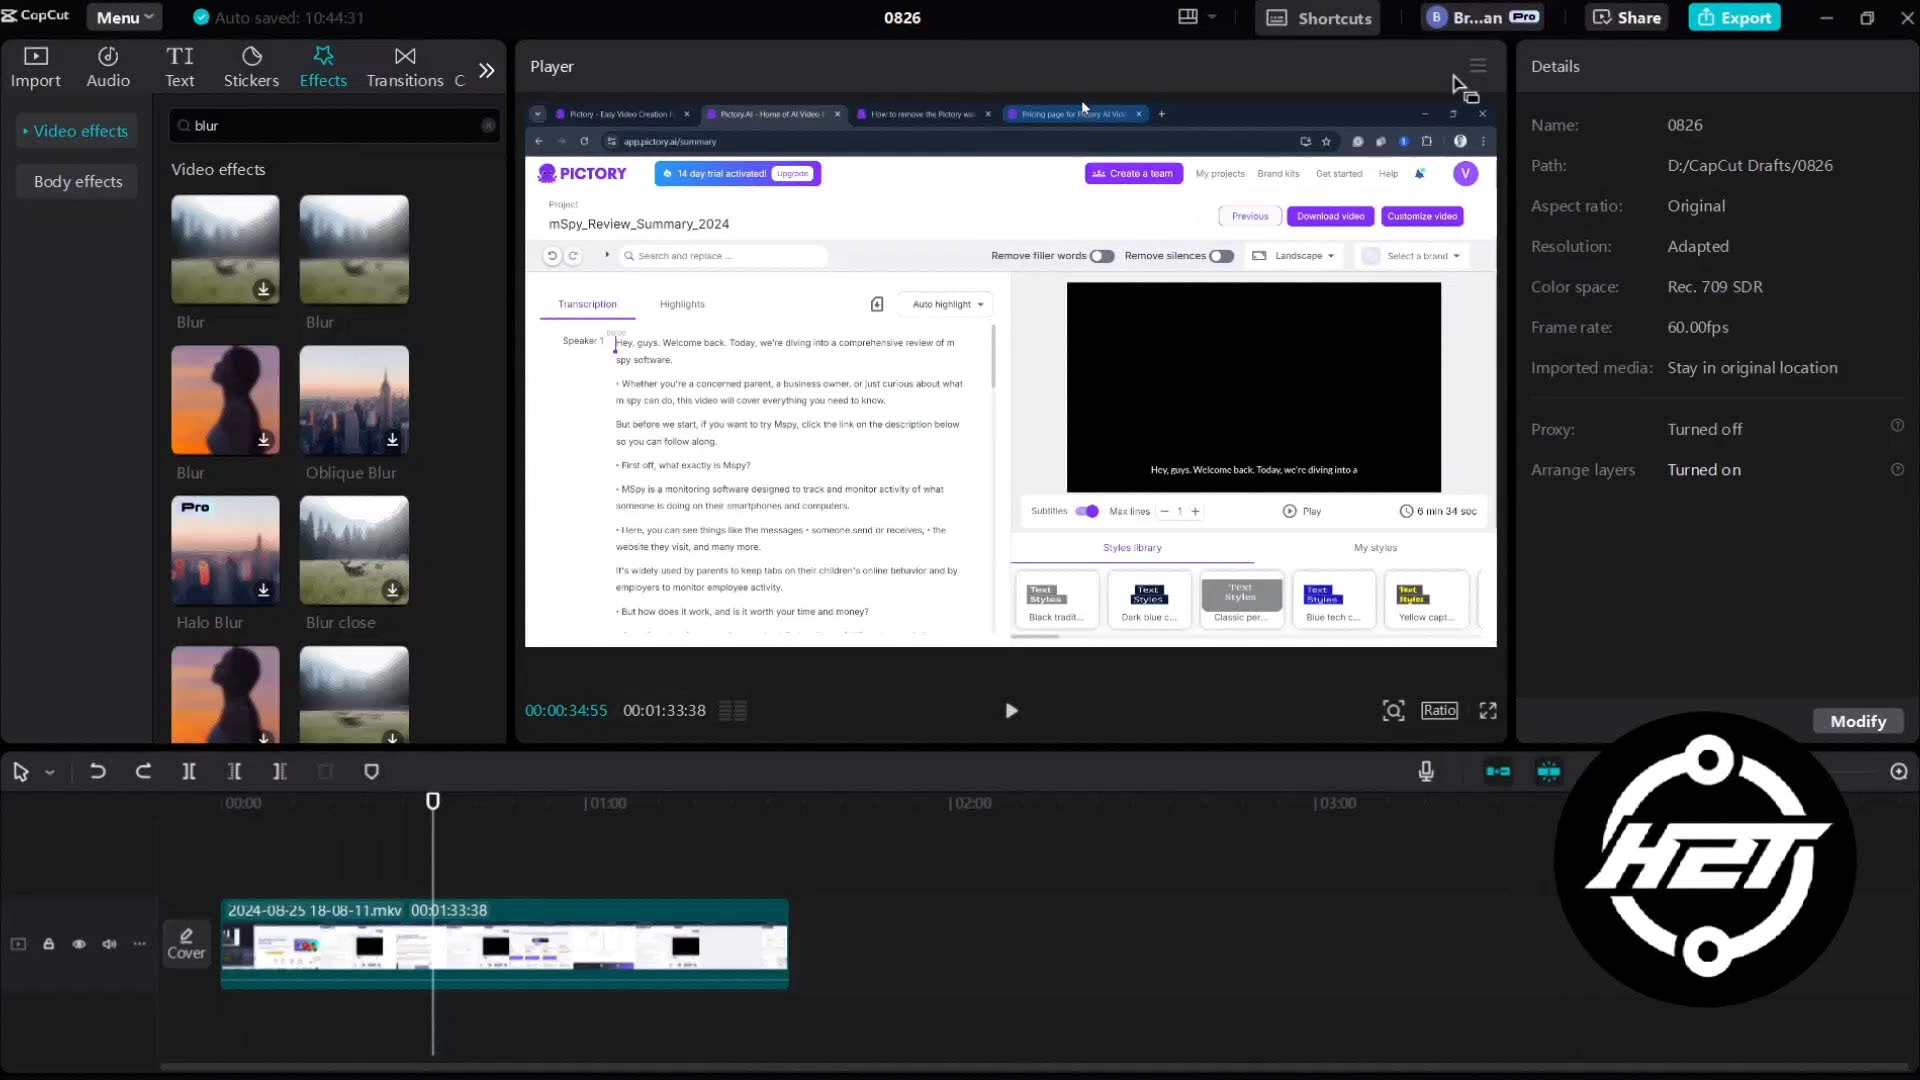 CapCut
Menu
Auto saved: 10:44:31
0826
Shortcuts
B
Br...an
Pro
Share
Export
Import
Audio
TI
Text
Stickers
Effects
Transitions
C
Video effects
Body effects
blur
Video effects
Blur
Blur
Blur
Oblique Blur
Pro
Halo Blur
Blur close
Player
Pictory - Easy Video Creation F
Pictory.AI - Home of AI Video
How to remove the Pictory wa
Pricing page for Pictory AI Vid
app.pictory.ai/summary
PICTORY
14 day trial activated!
Upgrade
Create a team
My projects
Brand kits
Get started
Help
V
Project
mSpy_Review_Summary_2024
Previous
Download video
Customize video
Search and replace ...
Remove filler words
Remove silences
Landscape
Select a brand
Transcription
Highlights
Auto highlight
00:00
Speaker 1
Hey, guys. Welcome back. Today, we're diving into a comprehensive review of m
spy software.
• Whether you're a concerned parent, a business owner, or just curious about what
m spy can do, this video will cover everything you need to know.
But before we start, if you want to try Mspy, click the link on the description below
so you can follow along.
• First off, what exactly is Mspy?
• MSpy is a monitoring software designed to track and monitor activity of what
someone is doing on their smartphones and computers.
• Here, you can see things like the messages • someone send or receives, • the
website they visit, and many more.
It's widely used by parents to keep tabs on their children's online behavior and by
employers to monitor employee activity.
• But how does it work, and is it worth your time and money?
Hey, guys. Welcome back. Today, we're diving into a
Subtitles
Max lines
1
Play
6 min 34 sec
Styles library
My styles
Text
Styles
Black tradit...
Text
Styles
Dark blue c...
Text
Styles
Classic per...
Text
Styles
Blue tech c...
Text
Styles
Yellow capt...
00:00:34:55
00:01:33:38
Ratio
Details
Name: 0826
Path: D:/CapCut Drafts/0826
Aspect ratio: Original
Resolution: Adapted
Color space: Rec. 709 SDR
Frame rate: 60.00fps
Imported media: Stay in original location
Proxy: Turned off
Arrange layers Turned on
Modify
00:00
01:00
02:00
03:00
Cover
2024-08-25 18-08-11.mkv 00:01:33:38
H2T